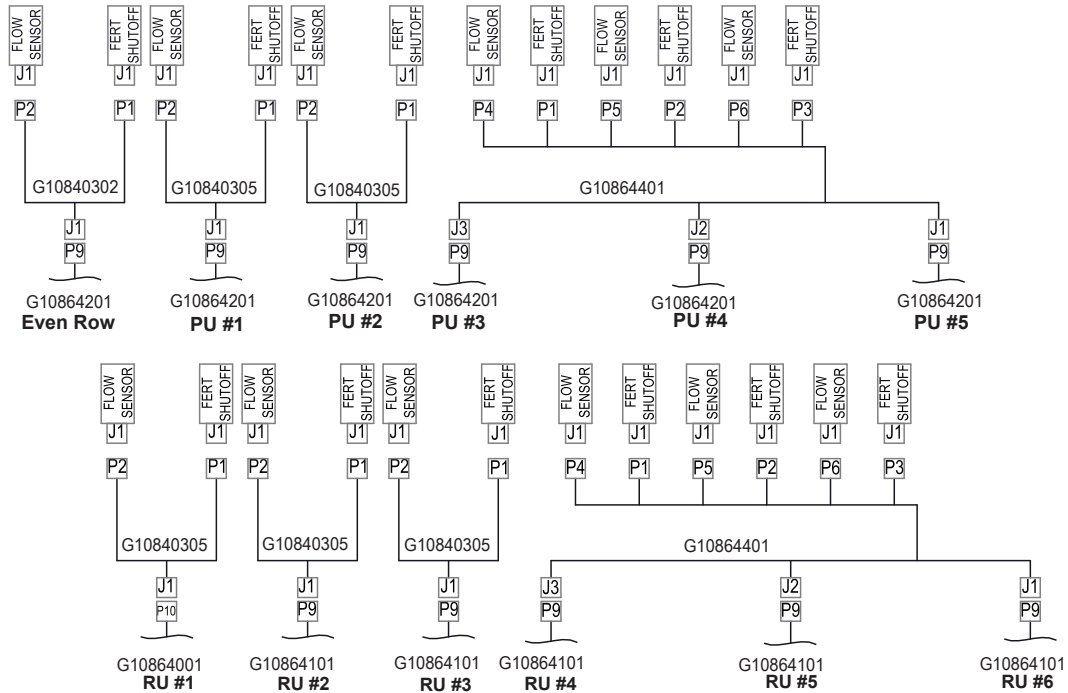 FLOW SENSOR
FERT SHUTOFF
FLOW SENSOR
FERT SHUTOFF
FLOW SENSOR
FERT SHUTOFF
FLOW SENSOR
FERT SHUTOFF
FLOW SENSOR
FERT SHUTOFF
FLOW SENSOR
FERT SHUTOFF
J1 J1 J1 J1 J1 J1 J1 J1 J1 J1 J1 J1
P2 P1 P2 P1 P2 P1 P4 P1 P5 P2 P6 P3
G10840302 G10840305 G10840305 G10864401
J1 J1 J1 J3 J2 J1
P9 P9 P9 P9 P9 P9
G10864201 G10864201 G10864201 G10864201 G10864201 G10864201
Even Row PU #1 PU #2 PU #3 PU #4 PU #5
FLOW SENSOR
FERT SHUTOFF
FLOW SENSOR
FERT SHUTOFF
FLOW SENSOR
FERT SHUTOFF
FLOW SENSOR
FERT SHUTOFF
FLOW SENSOR
FERT SHUTOFF
FLOW SENSOR
FERT SHUTOFF
J1 J1 J1 J1 J1 J1 J1 J1 J1 J1 J1 J1
P2 P1 P2 P1 P2 P1 P4 P1 P5 P2 P6 P3
G10840305 G10840305 G10840305 G10864401
J1 J1 J1 J3 J2 J1
P10 P9 P9 P9 P9 P9
G10864001 G10864101 G10864101 G10864101 G10864101 G10864101
RU #1 RU #2 RU #3 RU #4 RU #5 RU #6